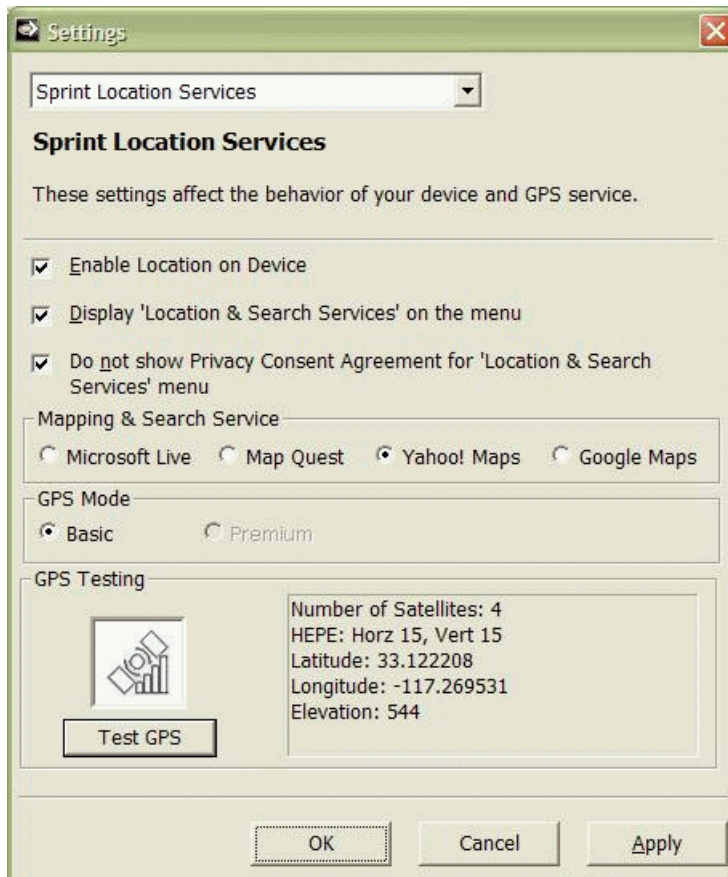 Settings
Sprint Location Services
Sprint Location Services
These settings affect the behavior of your device and GPS service.
Enable Location on Device
Display 'Location & Search Services' on the menu
Do not show Privacy Consent Agreement for 'Location & Search
Services' menu
Mapping & Search Service
Microsoft Live Map Quest Yahoo! Maps Google Maps
GPS Mode
Basic Premium
GPS Testing
Number of Satellites: 4
HEPE: Horz 15, Vert 15
Latitude: 33.122208
Longitude: -117.269531
Elevation: 544
Test GPS
OK Cancel Apply